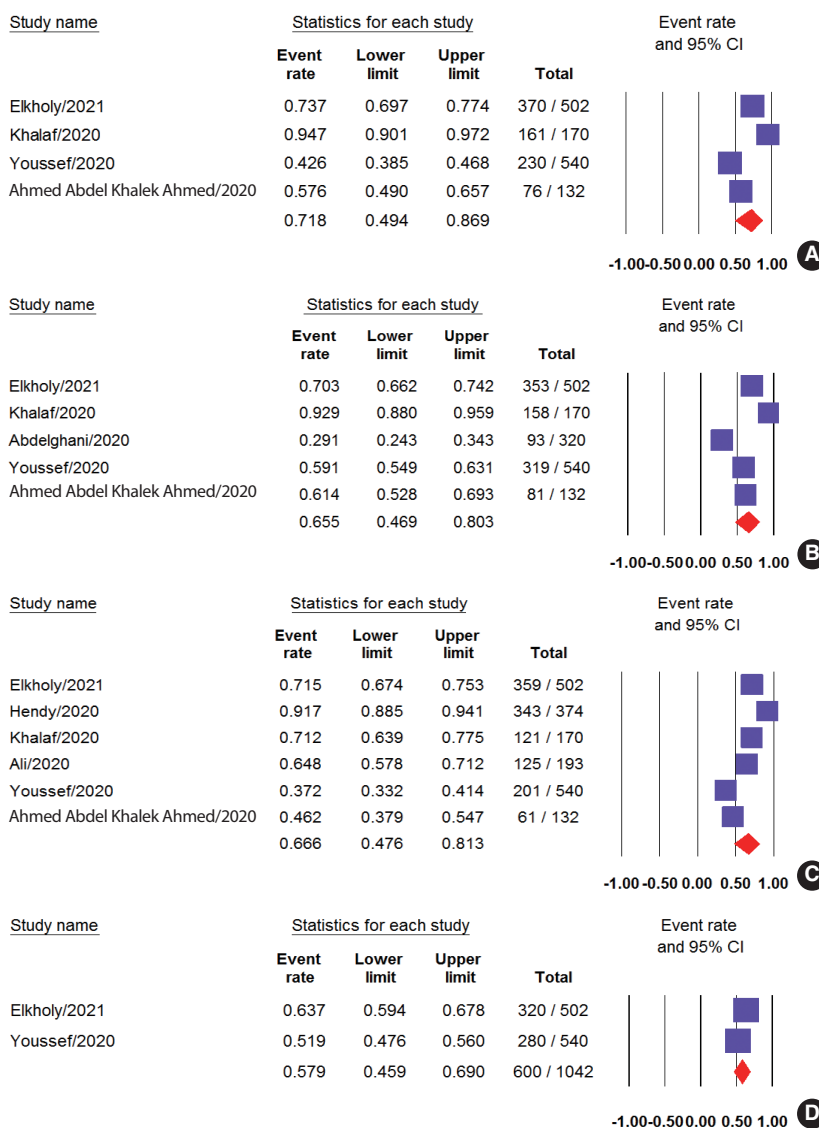 Study name Statistics for each study Event rate
and 95% CI
Event rate Lower limit Upper limit Total
Elkholy/2021 0.737 0.697 0.774 370 / 502
Khalaf/2020 0.947 0.901 0.972 161 / 170
Youssef/2020 0.426 0.385 0.468 230 / 540
Ahmed Abdel Khalek Ahmed/2020 0.576 0.490 0.657 76 / 132
0.718 0.494 0.869
-1.00 -0.50 0.00 0.50 1.00 A
Study name Statistics for each study Event rate
and 95% CI
Event rate Lower limit Upper limit Total
Elkholy/2021 0.703 0.662 0.742 353 / 502
Khalaf/2020 0.929 0.880 0.959 158 / 170
Abdelghani/2020 0.291 0.243 0.343 93 / 320
Youssef/2020 0.591 0.549 0.631 319 / 540
Ahmed Abdel Khalek Ahmed/2020 0.614 0.528 0.693 81 / 132
0.655 0.469 0.803
-1.00 -0.50 0.00 0.50 1.00 B
Study name Statistics for each study Event rate
and 95% CI
Event rate Lower limit Upper limit Total
Elkholy/2021 0.715 0.674 0.753 359 / 502
Hendy/2020 0.917 0.885 0.941 343 / 374
Khalaf/2020 0.712 0.639 0.775 121 / 170
Ali/2020 0.648 0.578 0.712 125 / 193
Youssef/2020 0.372 0.332 0.414 201 / 540
Ahmed Abdel Khalek Ahmed/2020 0.462 0.379 0.547 61 / 132
0.666 0.476 0.813
-1.00 -0.50 0.00 0.50 1.00 C
Study name Statistics for each study Event rate
and 95% CI
Event rate Lower limit Upper limit Total
Elkholy/2021 0.637 0.594 0.678 320 / 502
Youssef/2020 0.519 0.476 0.560 280 / 540
0.579 0.459 0.690 600 / 1042
-1.00 -0.50 0.00 0.50 1.00 D